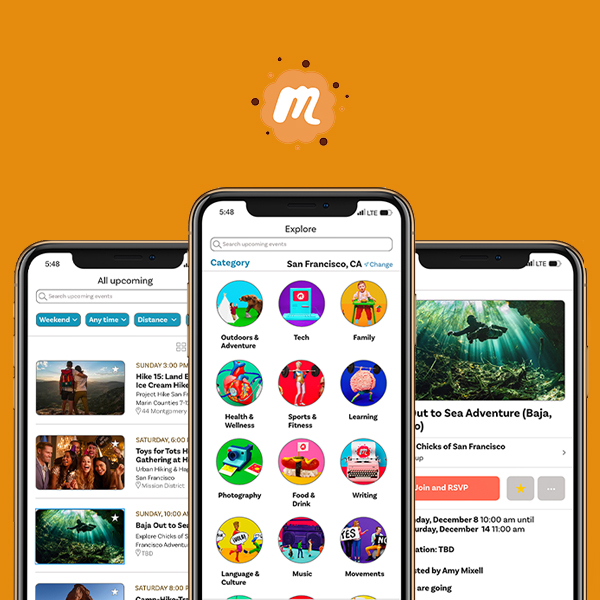 m
5:48
LTE
Explore
Search upcoming events
Category
San Francisco, CA
Change
Outdoors &
Adventure
Tech
Family
Health &
Wellness
Sports &
Fitness
Learning
Photography
Food &
Drink
Writing
Language &
Culture
Music
YES
NO
Movements
5:48
All upcoming
Search upcoming events
Weekend
Any time
Distance
SUNDAY 3:00 P
Hike 15: Land E
Ice Cream Hike
Project Hike San F
Marin Counties 7-1
44 Montgomery
SATURDAY, 6:00
Toys for Tots H
Gathering at H
Urban Hiking & Ha
San Francisco
Mission District
SUNDAY, 10:00 A
Baja Out to Se
Explore Chicks of S
Francisco Adventu
TBD
SATURDAY 8:00
Camp-Hike-Tra
LTE
Out to Sea Adventure (Baja,
o)
Chicks of San Francisco
up
Join and RSVP
day, December 8 10:00 am until
urday, December 14 11:00 am
ation: TBD
ted by Amy Mixell
are going